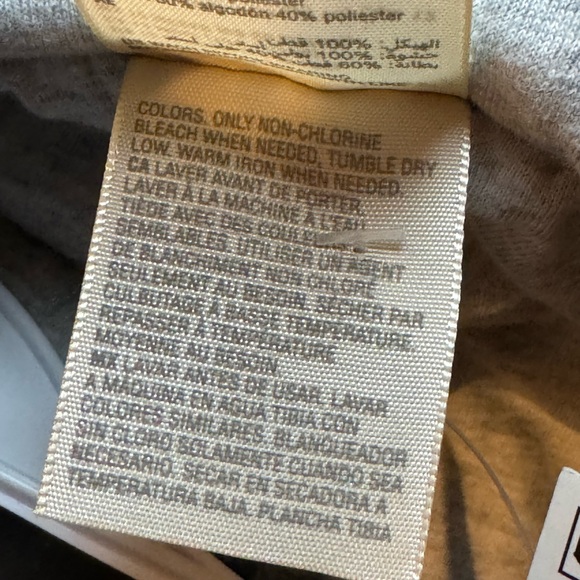 60% algodón 40% poliester
COLORS. ONLY NON-CHLORINE
BLEACH WHEN NEEDED. TUMBLE DRY
LOW. WARM IRON WHEN NEEDED.
CA LAVER AVANT DE PORTER.
LAVER À LA MACHINE À L'EAU
TIÈDE AVEC DES COULEURS
SEMBLABLES. UTILISER UN AGENT
DE BLANCHIMENT NON CHLORÉ
SEULEMENT AU BESOIN. SÉCHER PAR
CULBUTAGE À BASSE TEMPERATURE.
REPASSER À TEMPÉRATURE
MOYENNE AU BESOIN.
MX LAVAR ANTES DE USAR. LAVAR
A MAQUINA EN AGUA TIBIA CON
COLORES SIMILARES. BLANQUEADOR
SIN CLORO SOLAMENTE CUANDO SEA
NECESARIO. SECAR EN SECADORA A
TEMPERATURA BAJA. PLANCHA TIBIA